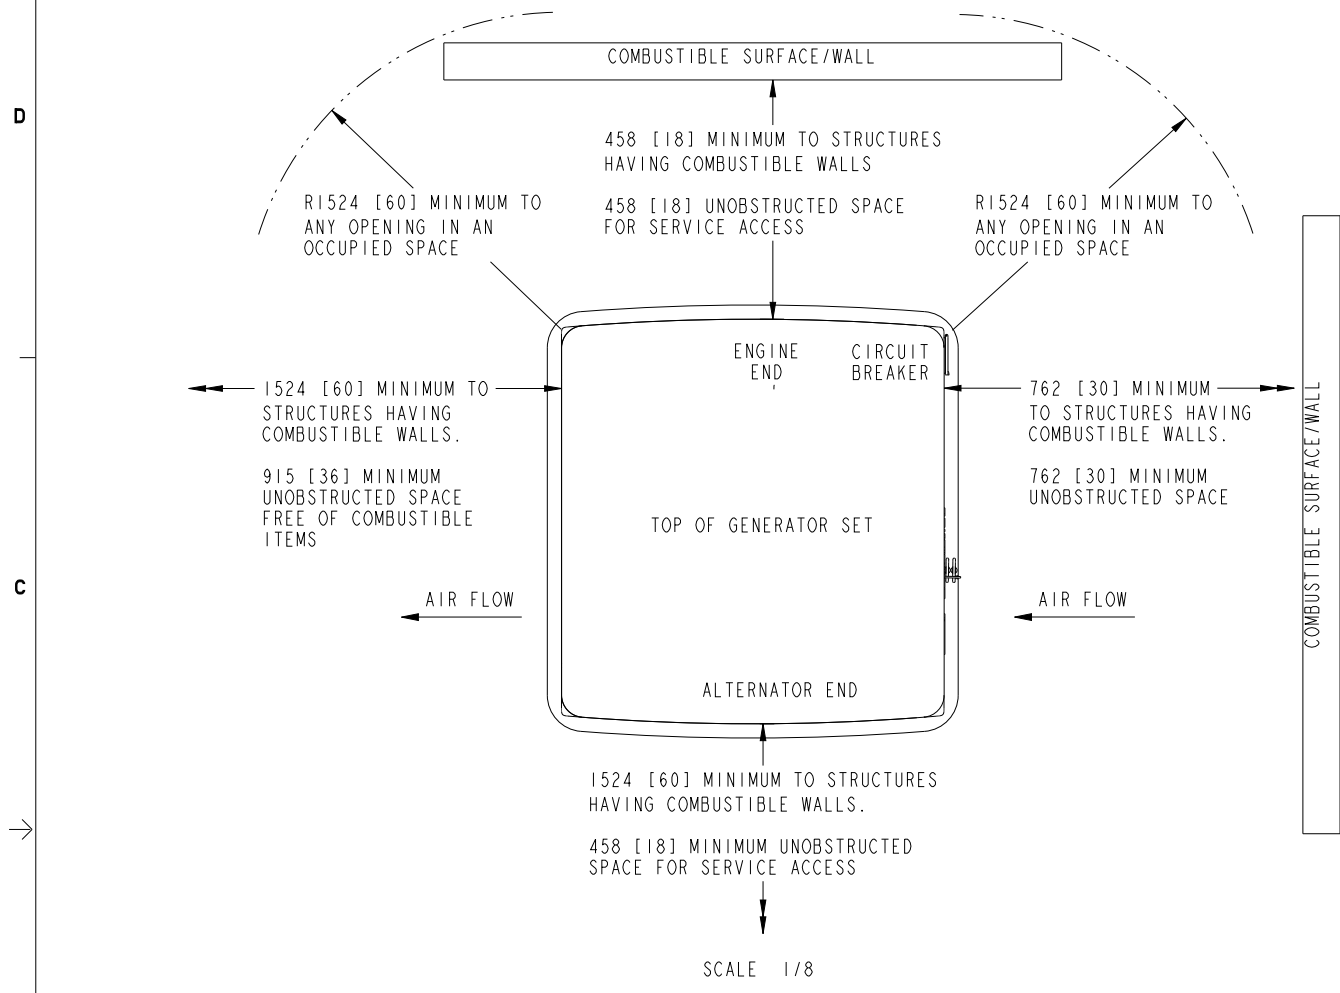 COMBUSTIBLE SURFACE/WALL
D
458 [18] MINIMUM TO STRUCTURES
HAVING COMBUSTIBLE WALLS
458 [18] UNOBSTRUCTED SPACE
FOR SERVICE ACCESS
R1524 [60] MINIMUM TO
ANY OPENING IN AN
OCCUPIED SPACE
R1524 [60] MINIMUM TO
ANY OPENING IN AN
OCCUPIED SPACE
ENGINE
END
CIRCUIT
BREAKER
1524 [60] MINIMUM TO
STRUCTURES HAVING
COMBUSTIBLE WALLS.
915 [36] MINIMUM
UNOBSTRUCTED SPACE
FREE OF COMBUSTIBLE
ITEMS
762 [30] MINIMUM
TO STRUCTURES HAVING
COMBUSTIBLE WALLS.
762 [30] MINIMUM
UNOBSTRUCTED SPACE
COMBUSTIBLE SURFACE/WALL
TOP OF GENERATOR SET
C
AIR FLOW
AIR FLOW
ALTERNATOR END
1524 [60] MINIMUM TO STRUCTURES
HAVING COMBUSTIBLE WALLS.
458 [18] MINIMUM UNOBSTRUCTED
SPACE FOR SERVICE ACCESS
SCALE 1/8